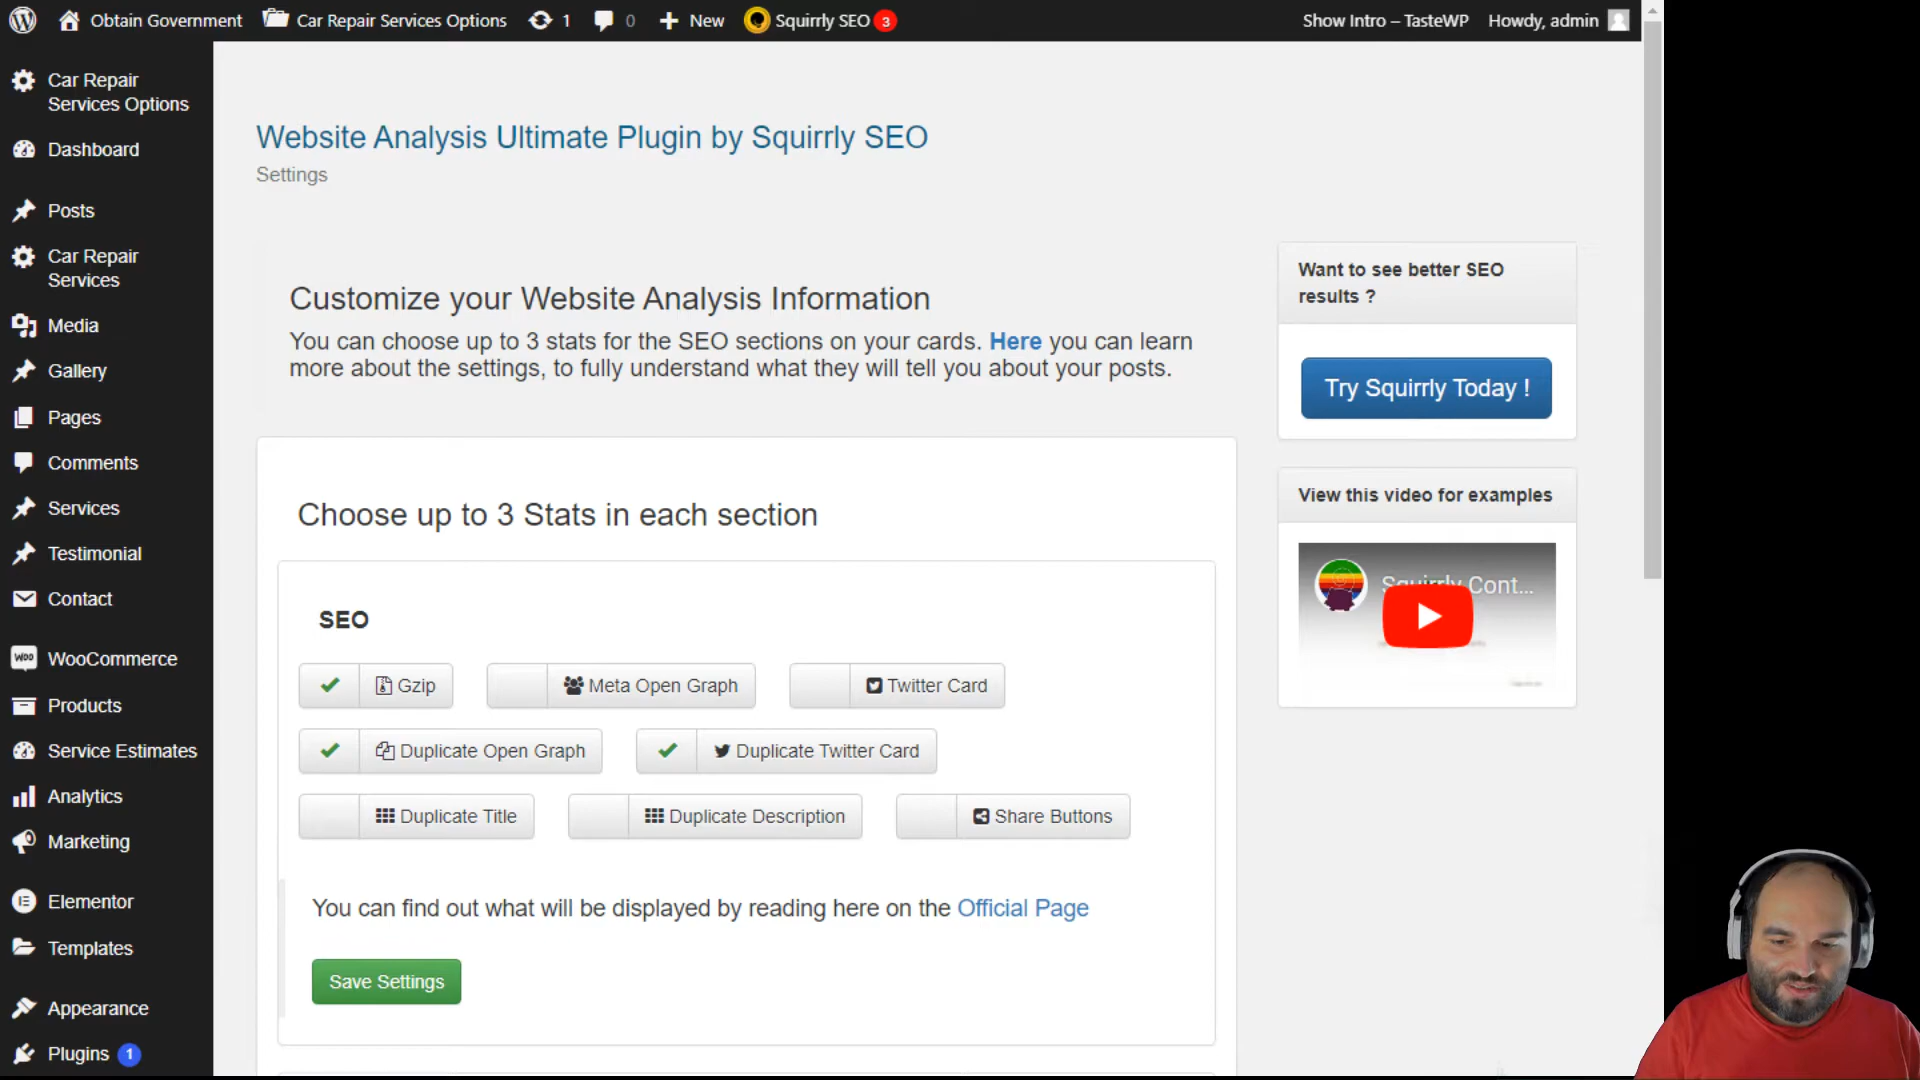 Obtain Government
Car Repair Services Options
1
0
New
Squirrly SEO 3
Show Intro – TasteWP
Howdy, admin
Car Repair
Services Options
Dashboard
Posts
Car Repair
Services
Media
Gallery
Pages
Comments
Services
Testimonial
Contact
Woo WooCommerce
Products
Service Estimates
Analytics
Marketing
Elementor
Templates
Appearance
Plugins 1
Website Analysis Ultimate Plugin by Squirrly SEO
Settings
Customize your Website Analysis Information
You can choose up to 3 stats for the SEO sections on your cards. Here you can learn
more about the settings, to fully understand what they will tell you about your posts.
Choose up to 3 Stats in each section
SEO
Gzip
Meta Open Graph
Twitter Card
Duplicate Open Graph
Duplicate Twitter Card
Duplicate Title
Duplicate Description
Share Buttons
You can find out what will be displayed by reading here on the Official Page
Save Settings
Want to see better SEO
results ?
Try Squirrly Today !
View this video for examples
Squirrly Cont...